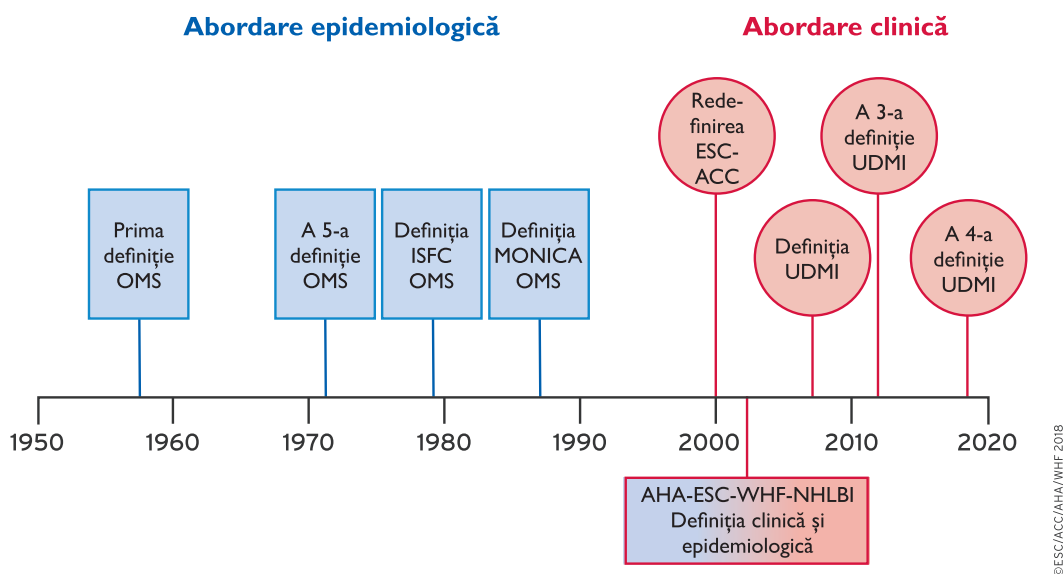 Abordare epidemiologică
Abordare clinică
Prima
definiție
OMS
A 5-a
definiție
OMS
Definiția
ISFC
OMS
Definiția
MONICA
OMS
Rede-
finirea
ESC-
ACC
Definiția
UDMI
A 3-a
definiție
UDMI
A 4-a
definiție
UDMI
1950
1960
1970
1980
1990
2000
2010
2020
AHA-ESC-WHF-NHLBI
Definiția clinică și
epidemiologică
©ESC/ACC/AHA/WHF 2018